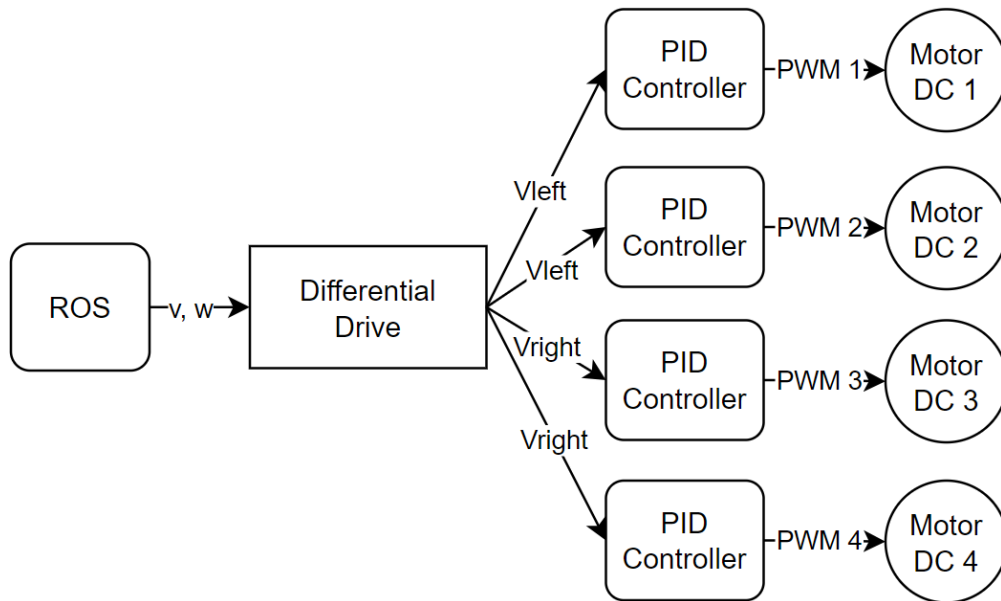 ROS
v, w
Differential
Drive
Vleft
Vleft
Vright
Vright
PID
Controller
PWM 1
Motor
DC 1
PID
Controller
PWM 2
Motor
DC 2
PID
Controller
PWM 3
Motor
DC 3
PID
Controller
PWM 4
Motor
DC 4